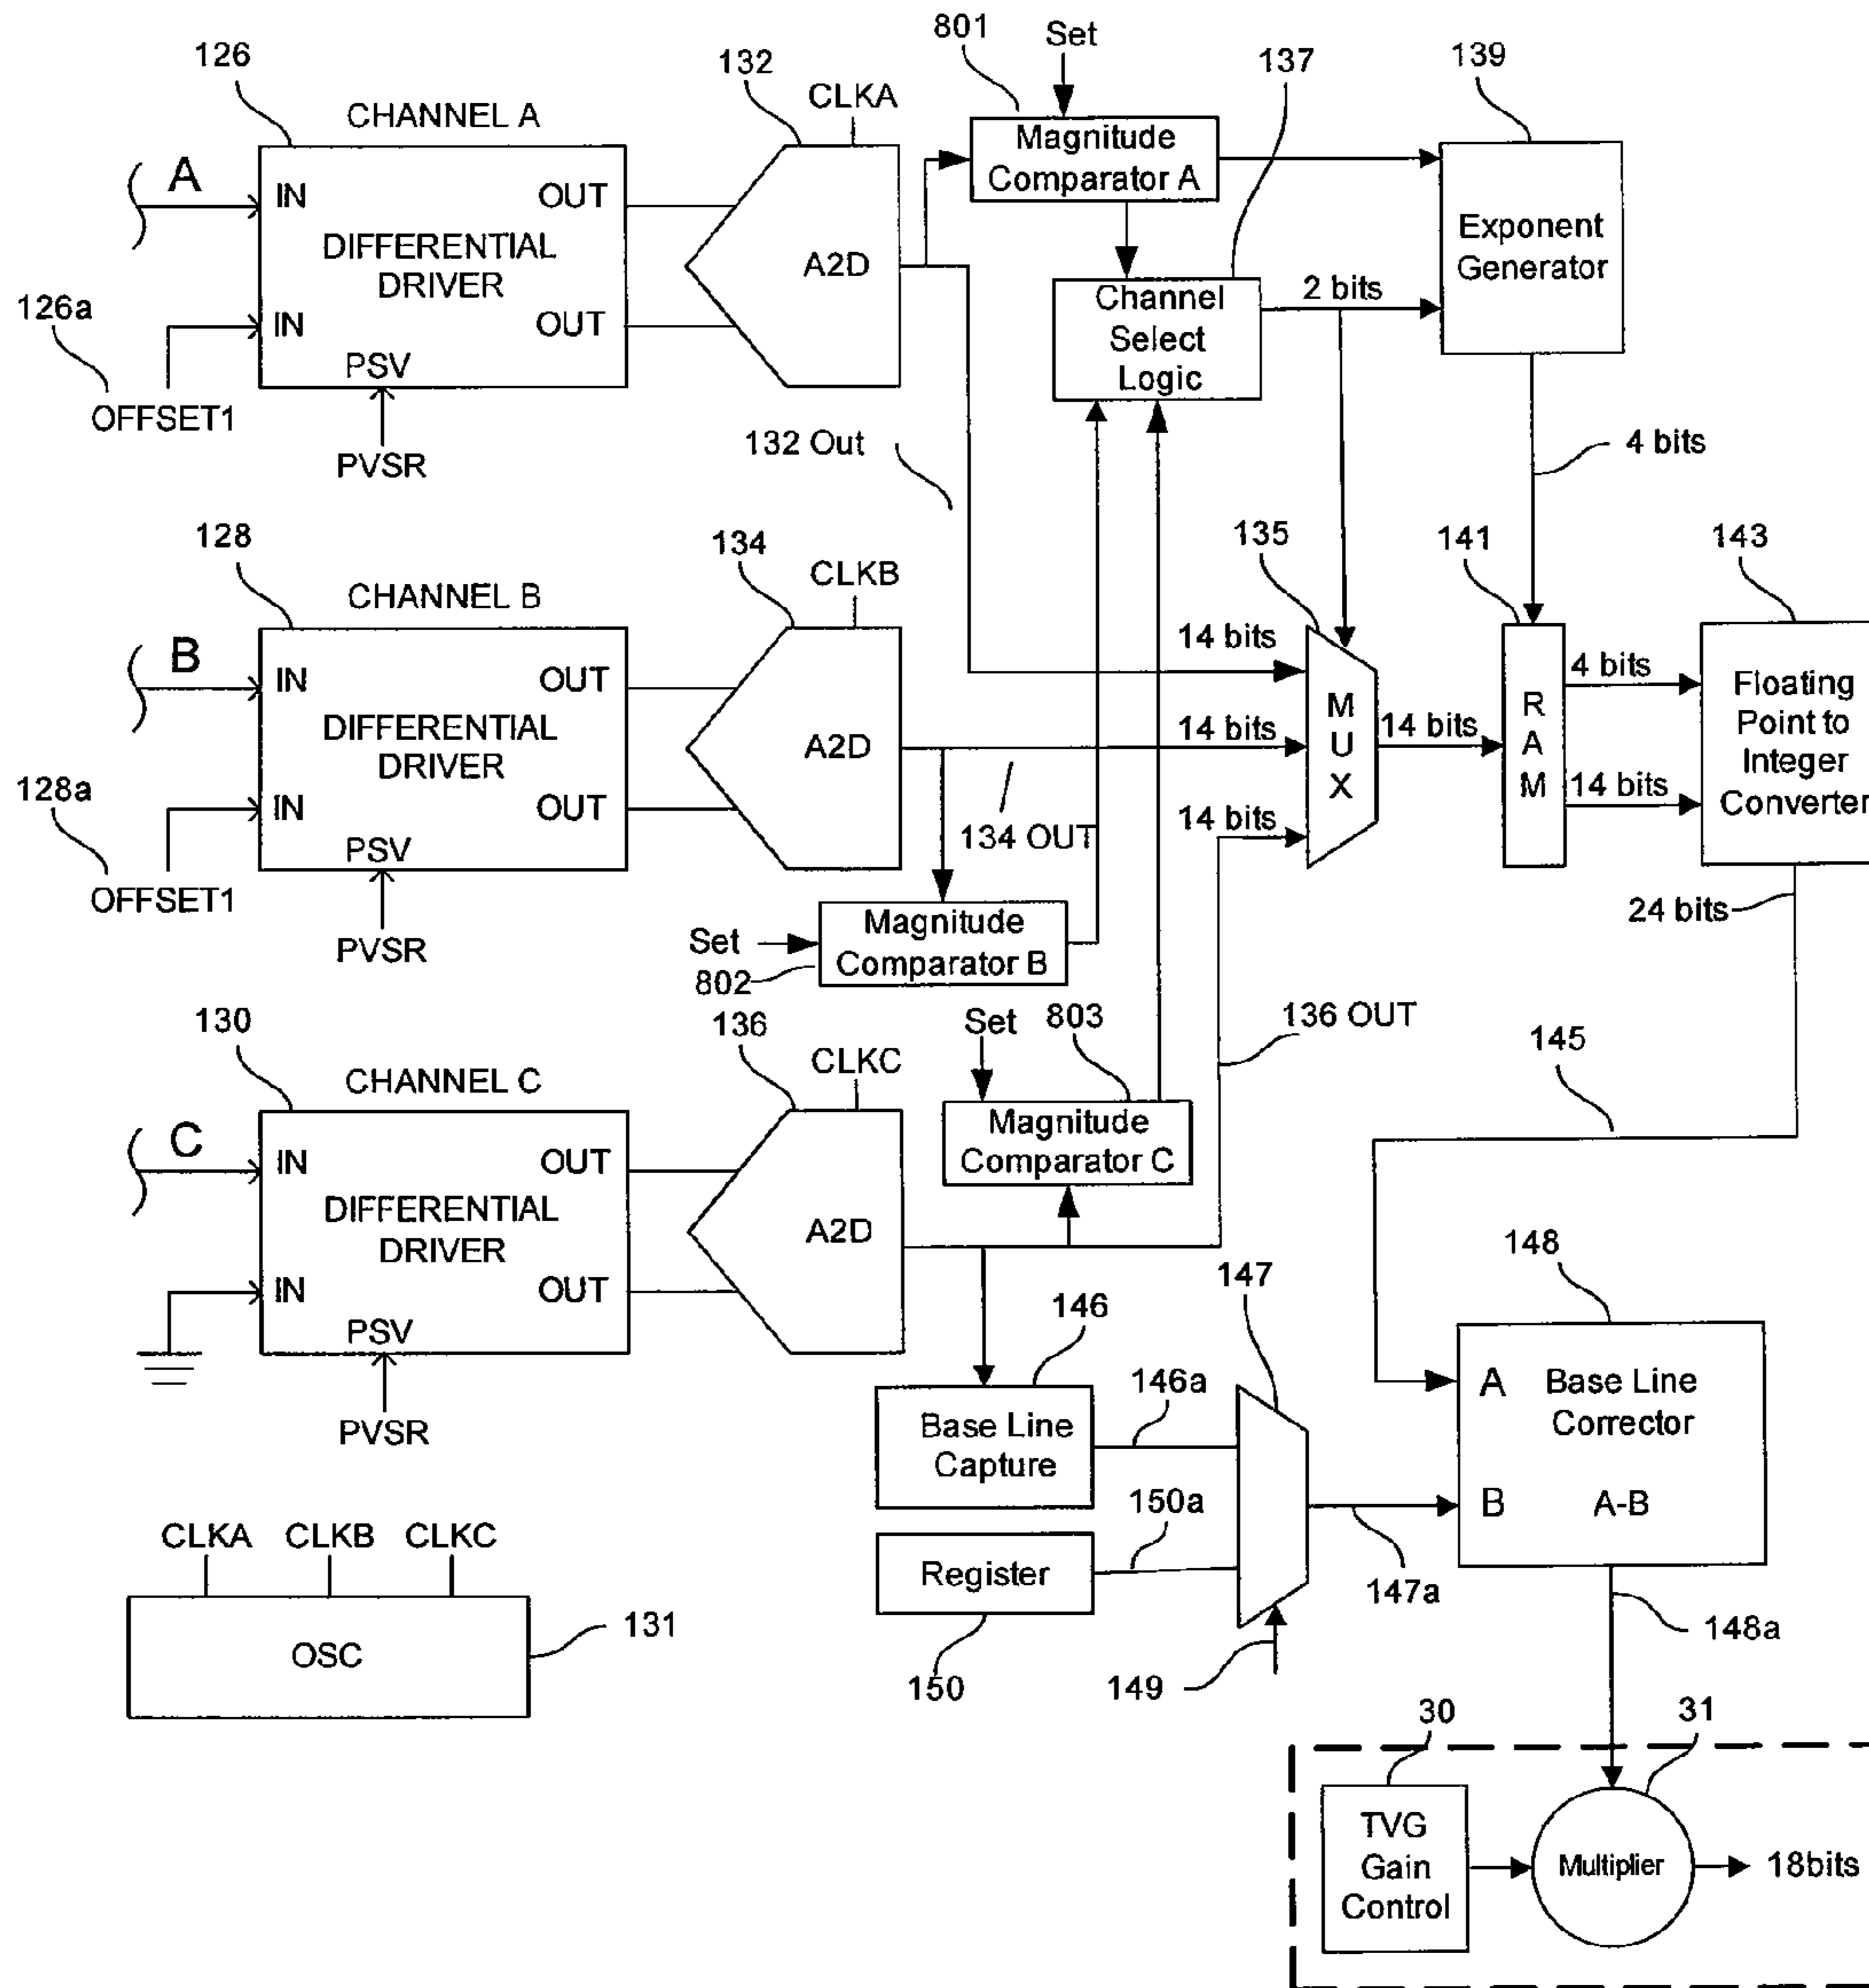 801
Set
126
132
137
139
CHANNEL A
CLKA
A
IN
OUT
DIFFERENTIAL
DRIVER
IN
OUT
PSV
A2D
126a
OFFSET1
PVSR
Magnitude
Comparator A
Channel
Select
Logic
2 bits
Exponent
Generator
132 Out
4 bits
128
134
135
141
143
CHANNEL B
CLKB
B
IN
OUT
DIFFERENTIAL
DRIVER
IN
OUT
PSV
A2D
128a
OFFSET1
PVSR
14 bits
14 bits
14 bits
134 OUT
M
U
X
14 bits
R
A
M
4 bits
14 bits
Floating
Point to
Integer
Converter
24 bits
Set
802
Magnitude
Comparator B
130
136
Set
803
136 OUT
145
CHANNEL C
CLKC
C
IN
OUT
DIFFERENTIAL
DRIVER
IN
OUT
PSV
A2D
PVSR
Magnitude
Comparator C
146
147
148
Base Line
Capture
146a
A
Base Line
Corrector
B
A-B
Register
150a
147a
150
149
148a
CLKA
CLKB
CLKC
OSC
131
30
31
TVG
Gain
Control
Multiplier
18bits